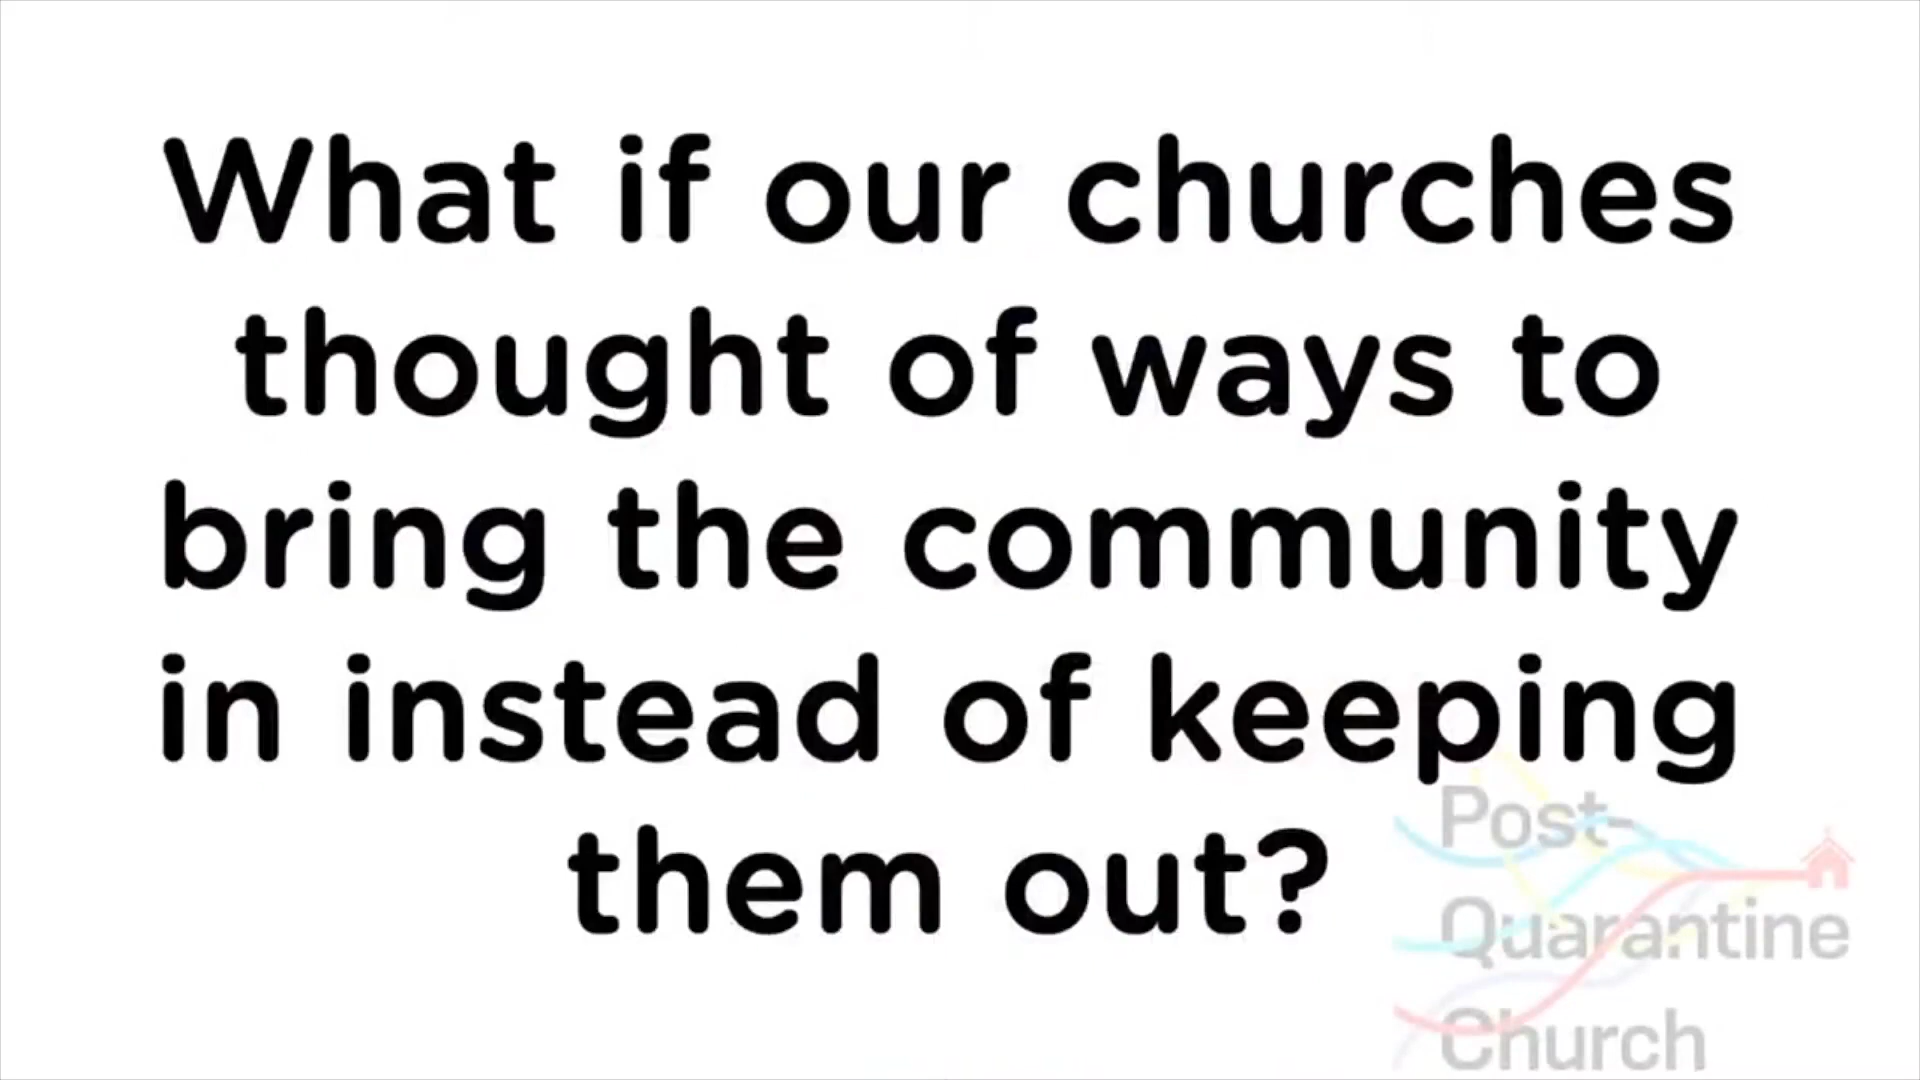 What if our churches
thought of ways to
bring the community
in instead of keeping
them out?
Post-
Quarantine
Church